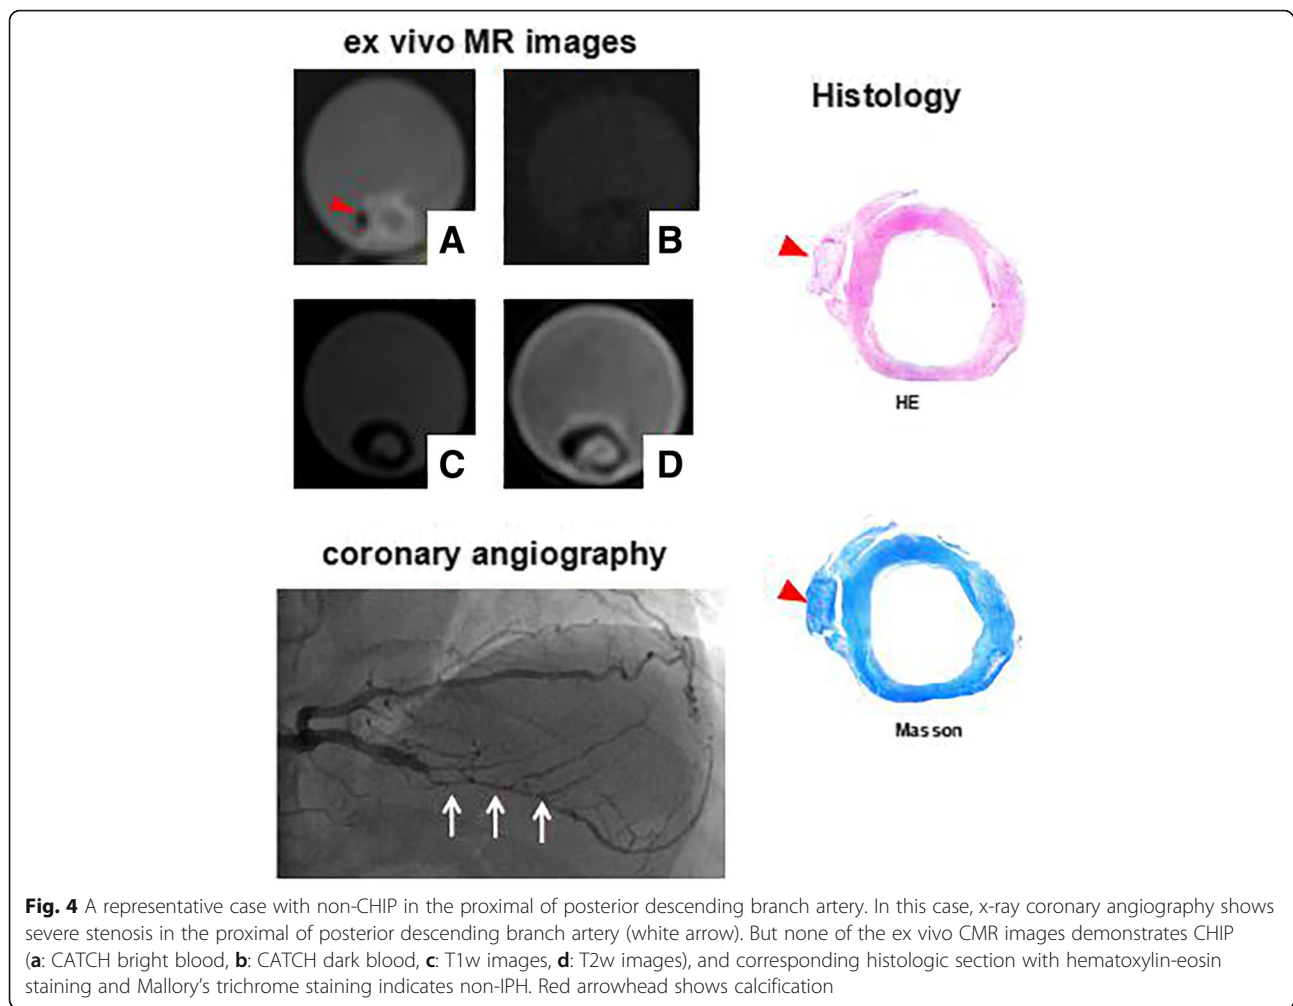 ex vivo MR images
Histology
A
B
C
D
HE
coronary angiography
Masson
Fig. 4 A representative case with non-CHIP in the proximal of posterior descending branch artery. In this case, x-ray coronary angiography shows
severe stenosis in the proximal of posterior descending branch artery (white arrow). But none of the ex vivo CMR images demonstrates CHIP
(a: CATCH bright blood, b: CATCH dark blood, c: T1w images, d: T2w images), and corresponding histologic section with hematoxylin-eosin
staining and Mallory's trichrome staining indicates non-IPH. Red arrowhead shows calcification